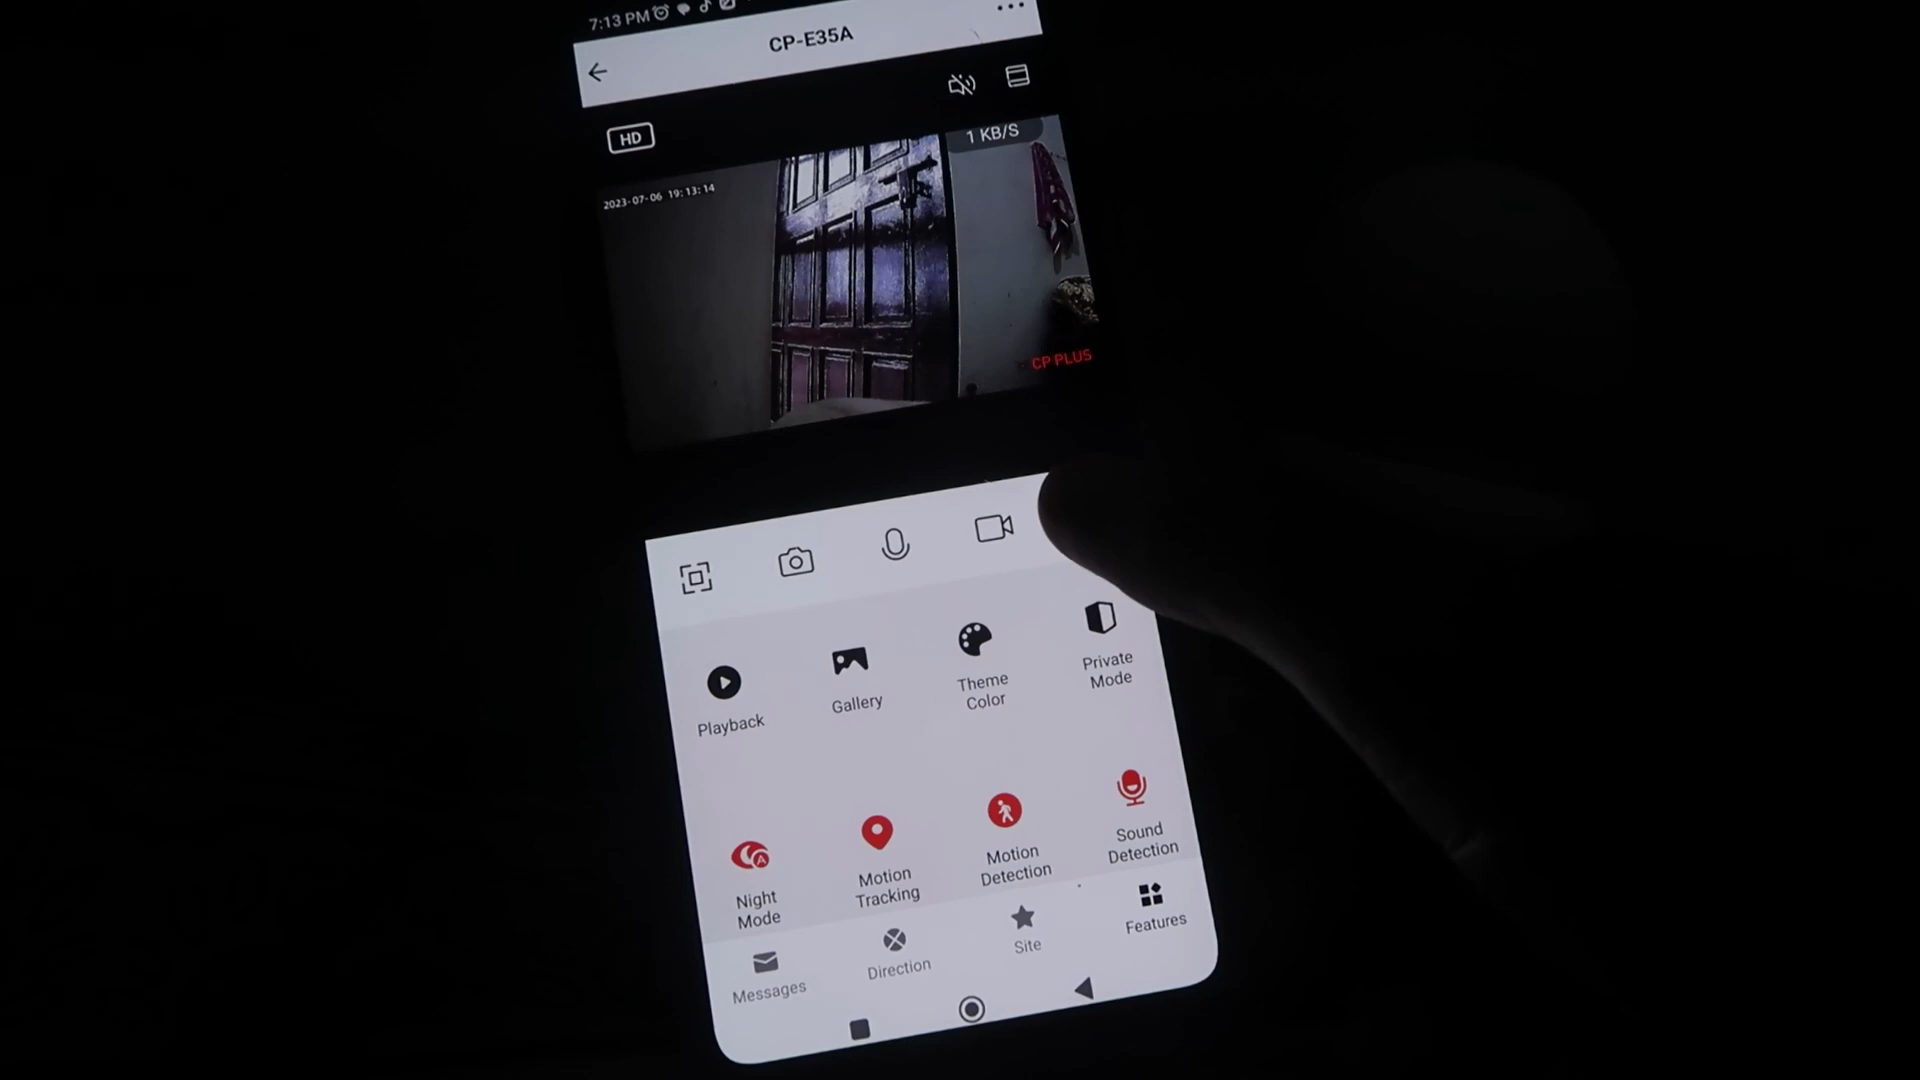 7:13 PM
CP-E35A
HD
1 KB/S
2023-07-06 19:13:14
CP PLUS
Playback
Gallery
Theme
Color
Private
Mode
Night
Mode
Motion
Tracking
Motion
Detection
Sound
Detection
Messages
Direction
Site
Features